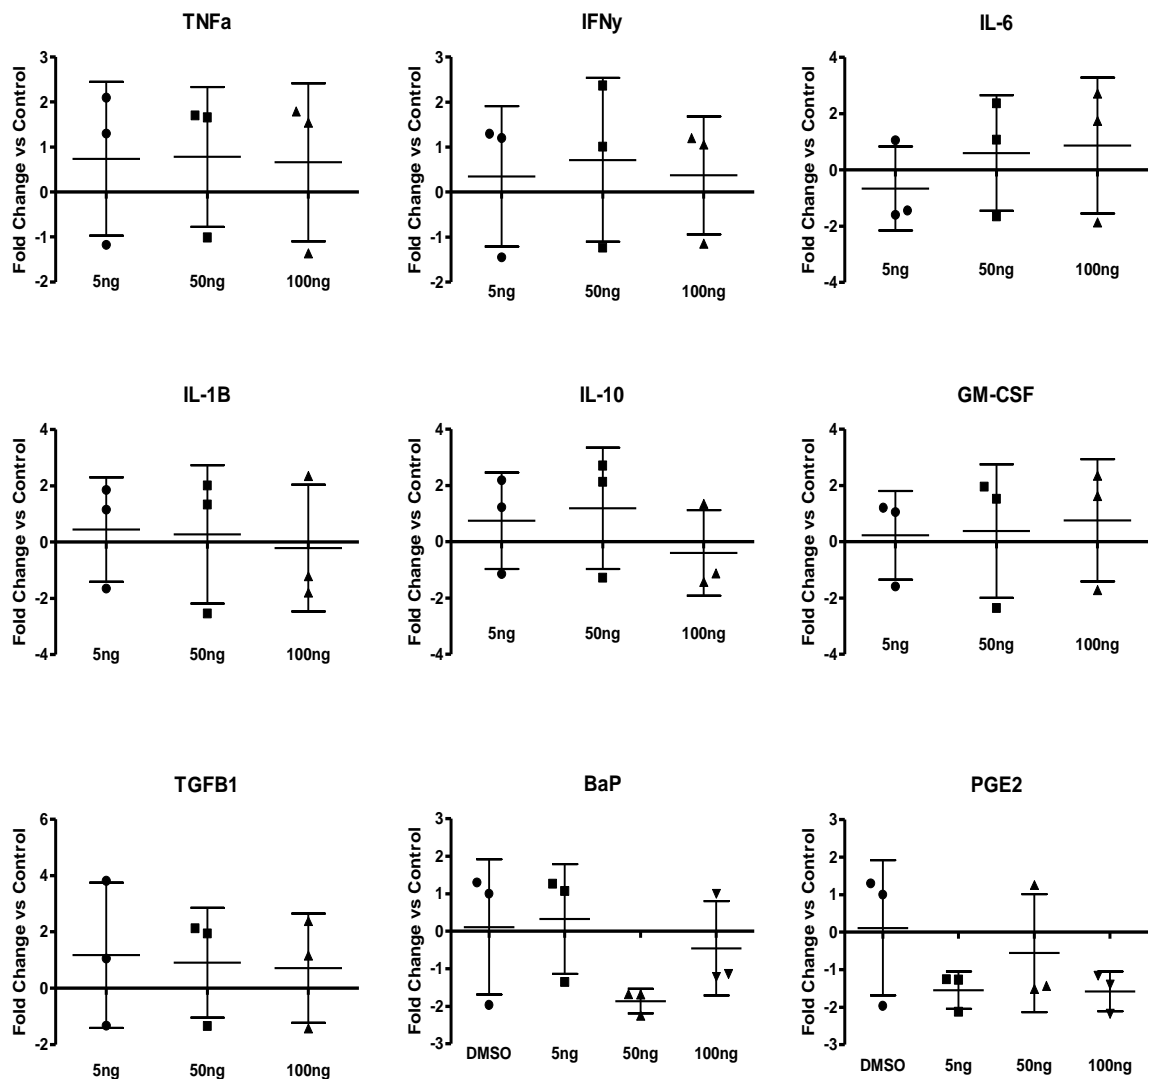 TNFa
IFNy
IL-6
Fold Change vs Control
3
2
1
0
-1
-2
5ng
50ng
100ng
Fold Change vs Control
3
2
1
0
-1
-2
5ng
50ng
100ng
Fold Change vs Control
4
2
0
-2
-4
5ng
50ng
100ng
IL-1B
IL-10
GM-CSF
Fold Change vs Control
4
2
0
-2
-4
5ng
50ng
100ng
Fold Change vs Control
4
2
0
-2
-4
5ng
50ng
100ng
Fold Change vs Control
4
2
0
-2
-4
5ng
50ng
100ng
TGFB1
BaP
PGE2
Fold Change vs Control
6
4
2
0
-2
5ng
50ng
100ng
Fold Change vs Control
3
2
1
0
-1
-2
-3
DMSO
5ng
50ng
100ng
Fold Change vs Control
3
2
1
0
-1
-2
-3
DMSO
5ng
50ng
100ng